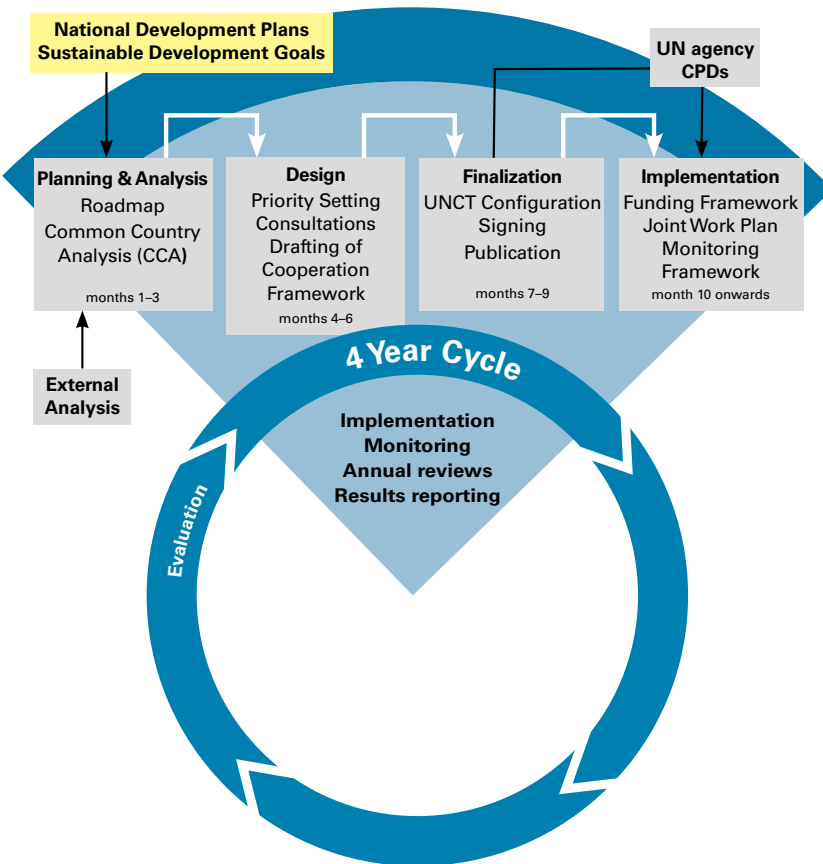 National Development Plans
Sustainable Development Goals
UN agency
CPDs
Planning & Analysis
Roadmap
Common Country
Analysis (CCA)
months 1–3
Design
Priority Setting
Consultations
Drafting of
Cooperation
Framework
months 4–6
Finalization
UNCT Configuration
Signing
Publication
months 7–9
Implementation
Funding Framework
Joint Work Plan
Monitoring
Framework
month 10 onwards
External
Analysis
4 Year Cycle
Implementation
Monitoring
Annual reviews
Results reporting
Evaluation